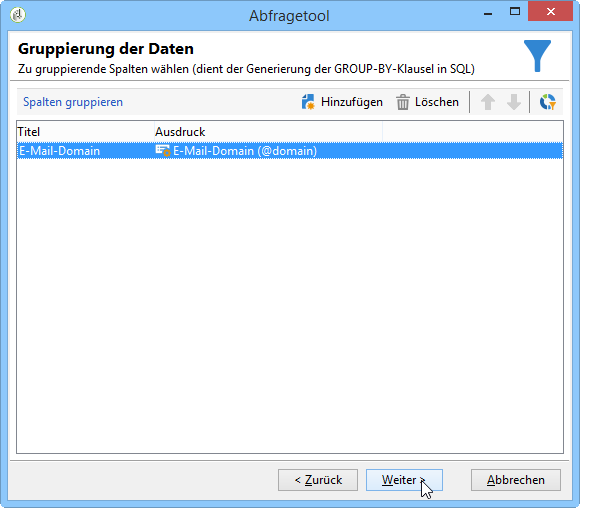 Abfragetool
Gruppierung der Daten
Zu gruppierende Spalten wählen (dient der Generierung der GROUP-BY-Klausel in SQL)
Spalten gruppieren Hinzufügen Löschen
Titel Ausdruck
E-Mail-Domain E-Mail-Domain (@domain)
< Zurück Weiter > Abbrechen